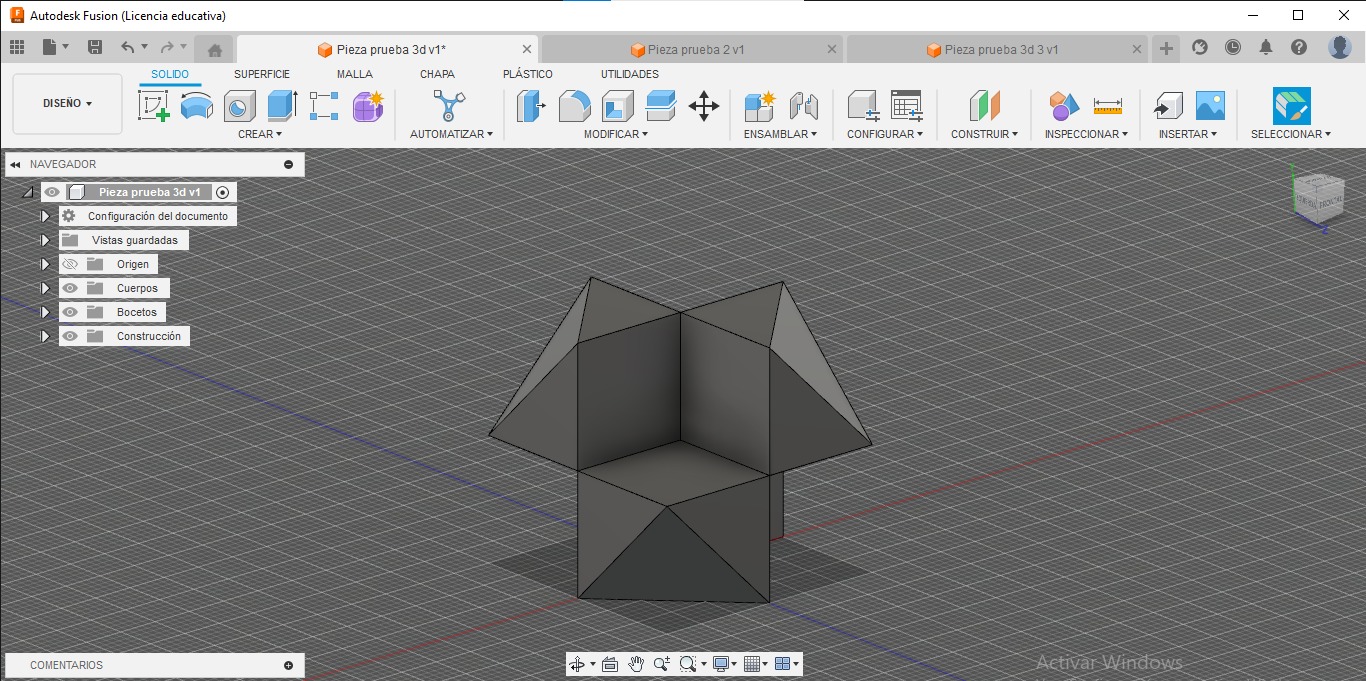 Autodesk Fusion (Licencia educativa)
Pieza prueba 3d v1*
Pieza prueba 2 v1
Pieza prueba 3d 3 v1
SOLIDO SUPERFICIE MALLA CHAPA PLÁSTICO UTILIDADES
DISEÑO
CREAR AUTOMATIZAR MODIFICAR ENSAMBLAR CONFIGURAR CONSTRUIR INSPECCIONAR INSERTAR SELECCIONAR
NAVEGADOR
Pieza prueba 3d v1
Configuración del documento
Vistas guardadas
Origen
Cuerpos
Bocetos
Construcción
FRONTAL
Z
COMENTARIOS
Activar Windows